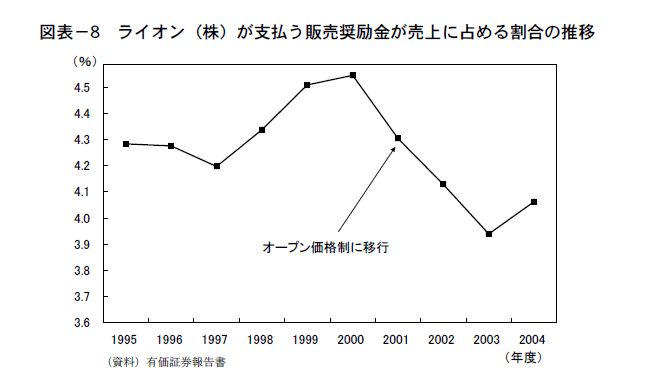 図表－8　ライオン（株）が支払う販売奨励金が売上に占める割合の推移
（%）
4.5
4.4
4.3
4.2
4.1
4.0
3.9
3.8
3.7
3.6
オープン価格制に移行
1995 1996 1997 1998 1999 2000 2001 2002 2003 2004
（年度）
（資料）有価証券報告書